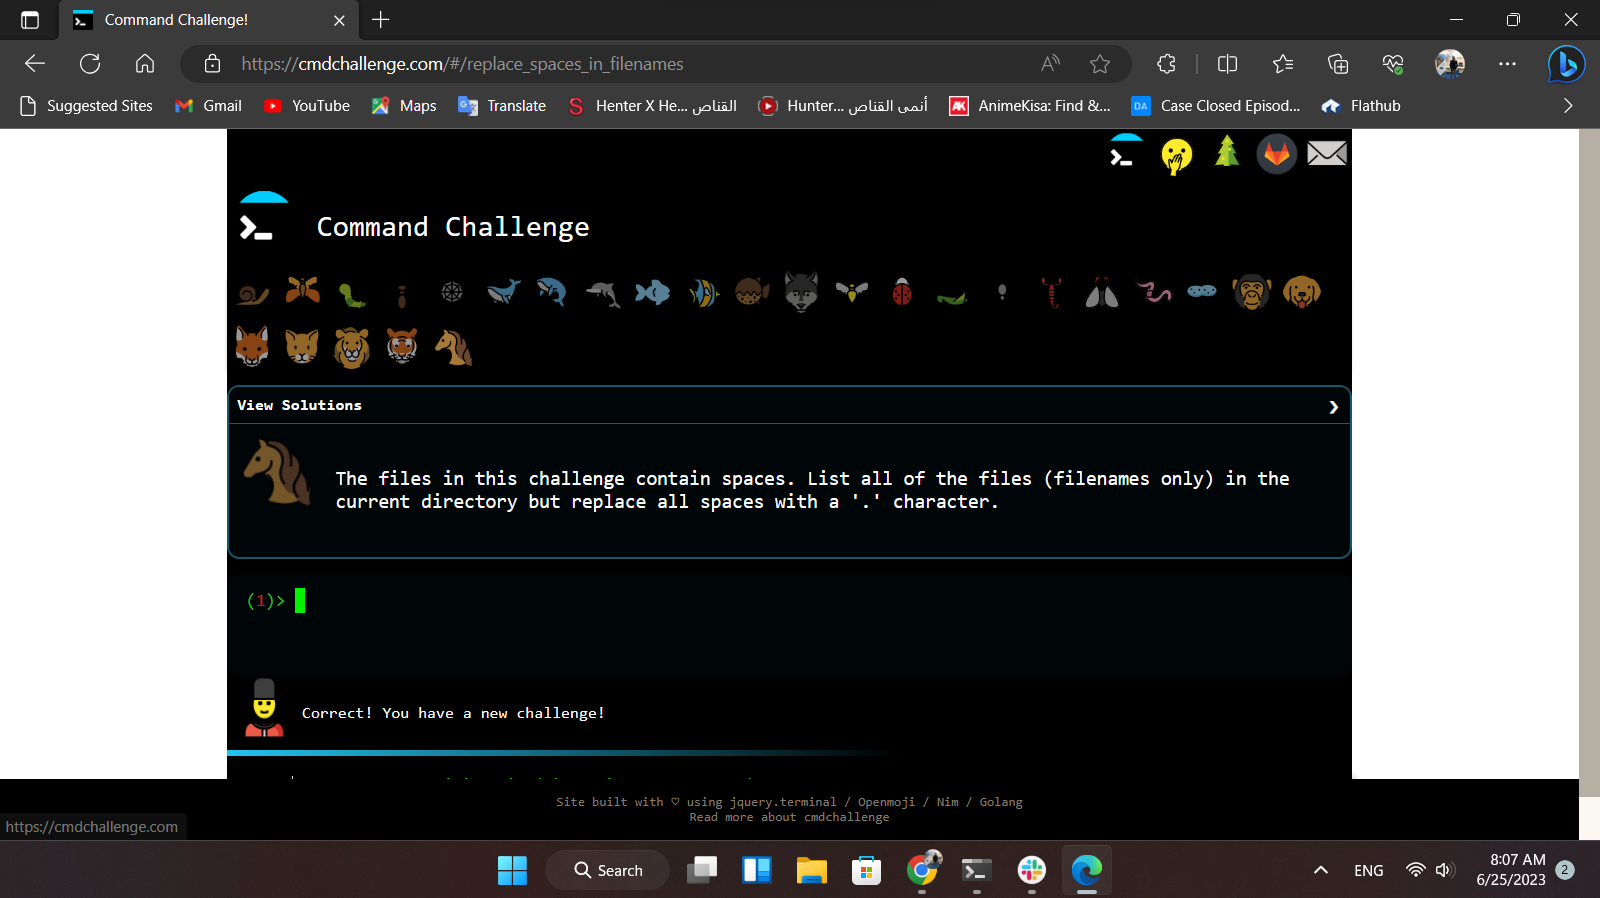 Command Challenge!
https://cmdchallenge.com/#/replace_spaces_in_filenames
Suggested Sites
Gmail
YouTube
Maps
Translate
Henter X He... القناص
Hunter... أنمي القناص
AnimeKisa: Find &...
Case Closed Episod...
Flathub
Command Challenge
View Solutions
The files in this challenge contain spaces. List all of the files (filenames only) in the
current directory but replace all spaces with a '.' character.
(1)>
Correct! You have a new challenge!
Site built with ♡ using jquery.terminal / Openmoji / Nim / Golang
Read more about cmdchallenge
https://cmdchallenge.com
Search
ENG
8:07 AM
6/25/2023
2